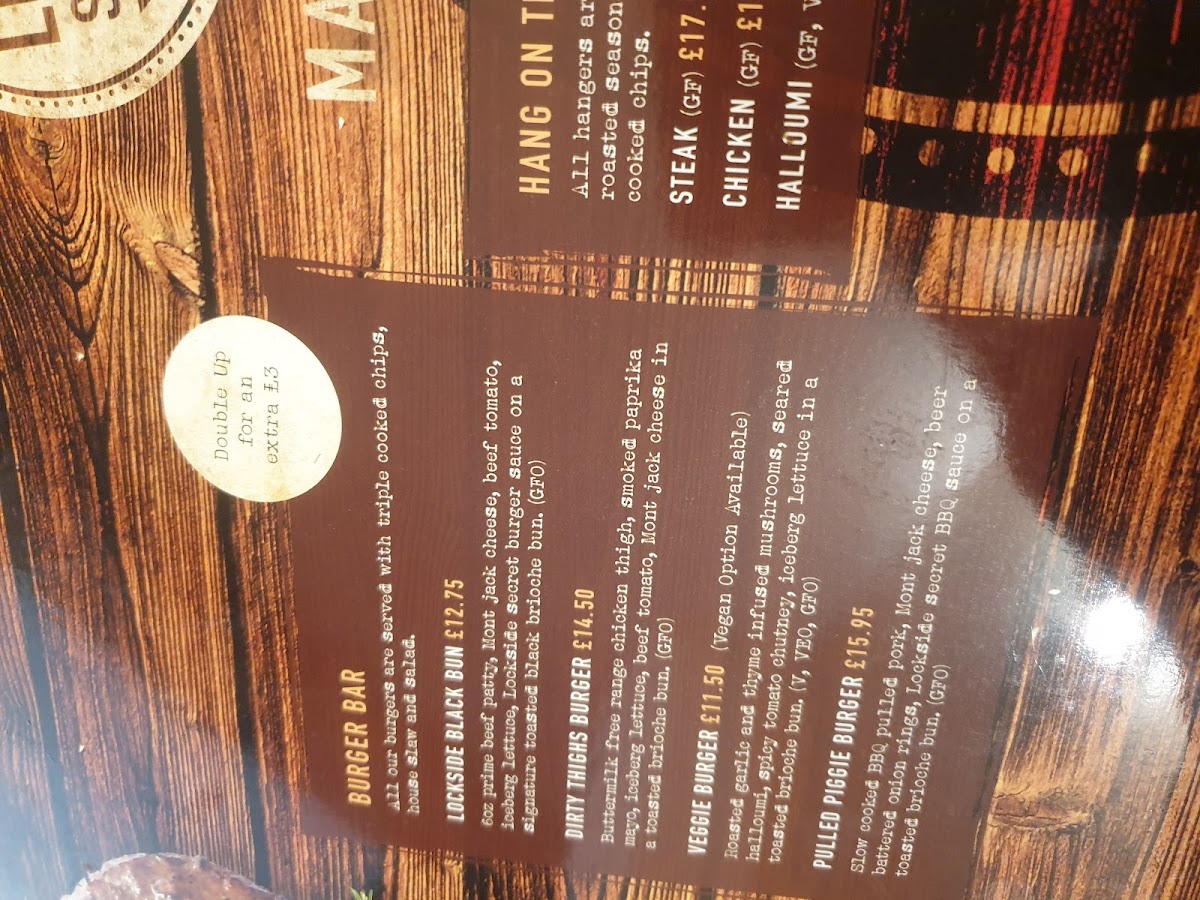 MA
Double Up
for an
extra £3
BURGER BAR
All our burgers are served with triple cooked chips,
house slaw and salad.
LOCKSIDE BLACK BUN £12.75
6oz prime beef patty, Mont jack cheese, beef tomato,
iceberg lettuce, Lockside secret burger sauce on a
signature toasted black brioche bun. (GFO)
DIRTY THIGHS BURGER £14.50
Buttermilk free range chicken thigh, smoked paprika
mayo, iceberg lettuce, beef tomato, Mont jack cheese in
a toasted brioche bun. (GFO)
VEGGIE BURGER £11.50 (Vegan Option Available)
Roasted garlic and thyme infused mushrooms, seared
halloumi, spicy tomato chutney, iceberg lettuce in a
toasted brioche bun. (V, VEO, GFO)
PULLED PIGGIE BURGER £15.95
Slow cooked BBQ pulled pork, Mont jack cheese, beer
battered onion rings, Lockside secret BBQ sauce on a
toasted brioche bun. (GFO)
HANG ON
All hangers
roasted
cooked chips.
STEAK (GF) £17.
CHICKEN (GF)
HALLOUMI (GF,